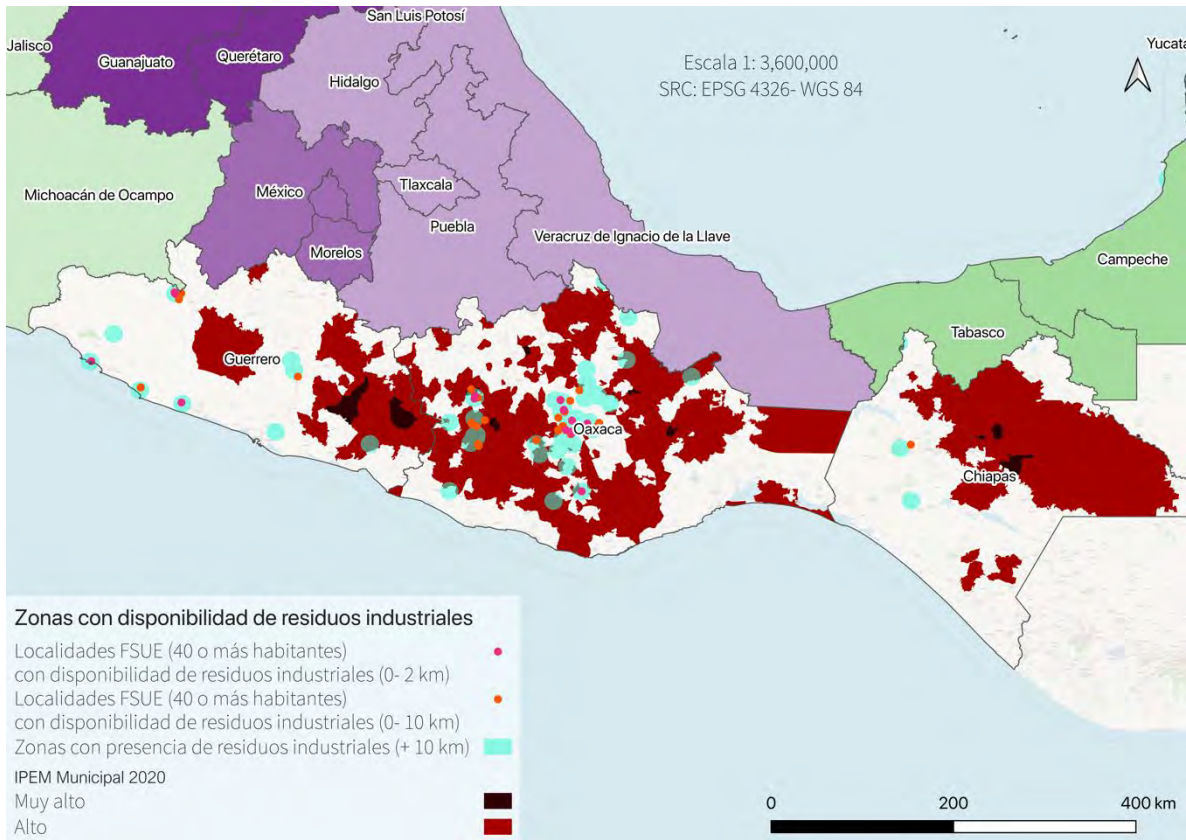 San Luis Potosí
Jalisco
Guanajuato
Querétaro
Hidalgo
Escala 1: 3,600,000
SRC: EPSG 4326- WGS 84
Yucata
Michoacán de Ocampo
México
Tlaxcala
Puebla
Morelos
Veracruz de Ignacio de la Llave
Campeche
Tabasco
Guerrero
Oaxaca
Chiapas
Zonas con disponibilidad de residuos industriales
Localidades FSUE (40 o más habitantes)
con disponibilidad de residuos industriales (0- 2 km)
Localidades FSUE (40 o más habitantes)
con disponibilidad de residuos industriales (0- 10 km)
Zonas con presencia de residuos industriales (+ 10 km)
IPEM Municipal 2020
Muy alto
Alto
0 200 400 km